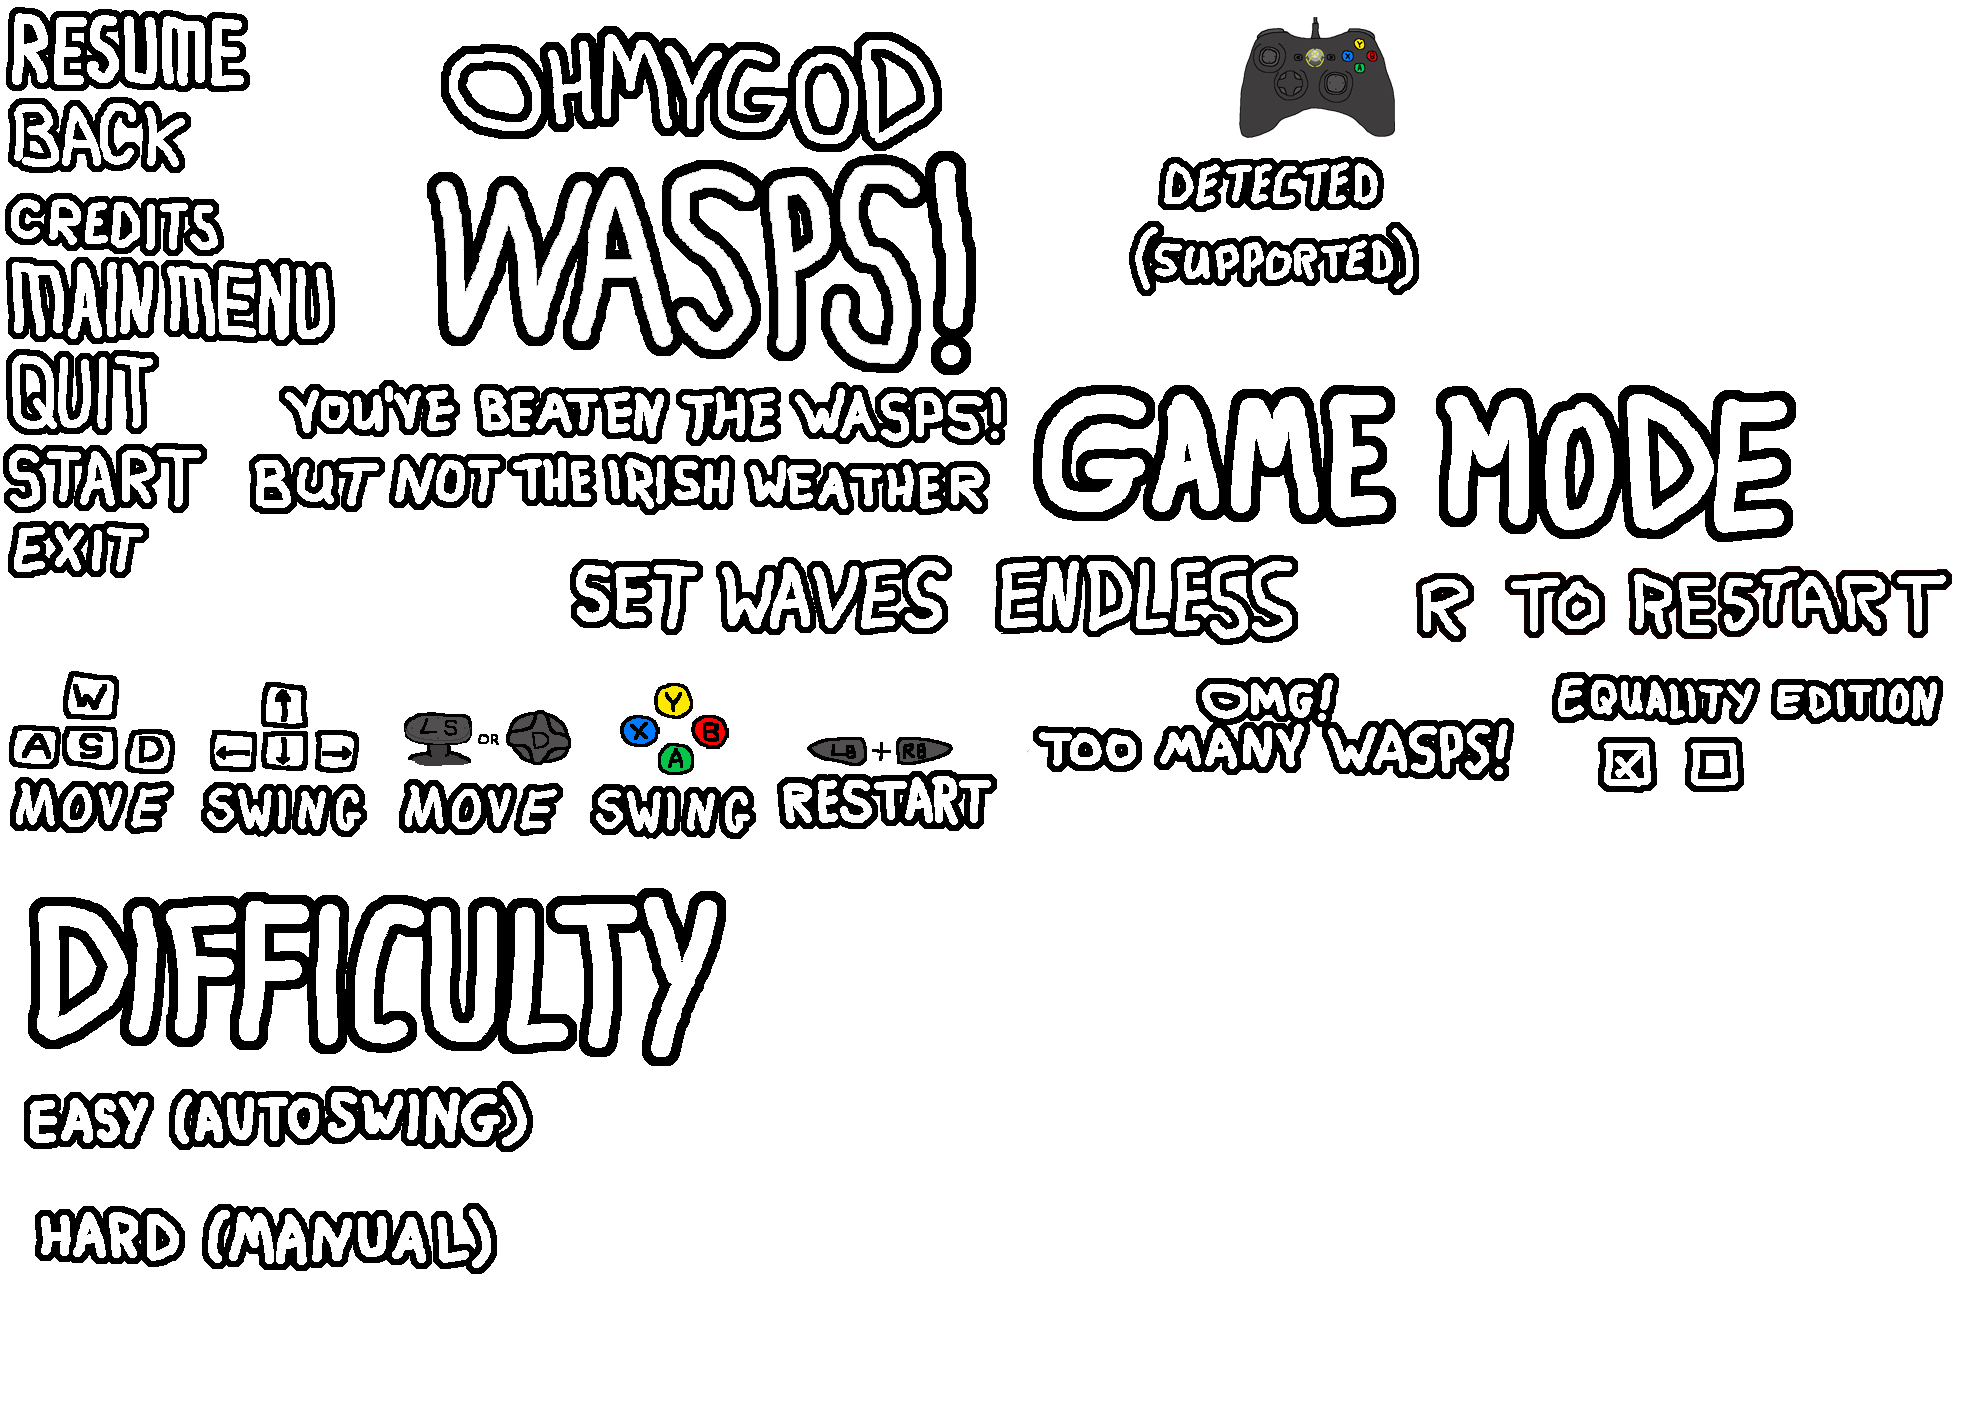 RESUME
BACK
CREDITS
MAIN MENU
QUIT
START
EXIT
OHMYGOD
WASPS!
Y
X B
A
DETECTED
(SUPPORTED)
YOU'VE BEATEN THE WASPS!
BUT NOT THE IRISH WEATHER
GAME MODE
SET WAVES
ENDLESS
R TO RESTART
W
A S D
MOVE
↑
← ↓ →
SWING
LS OR D
MOVE
Y
X B
A
SWING
LB + RB
RESTART
OMG!
TOO MANY WASPS!
EQUALITY EDITION
DIFFICULTY
EASY (AUTOSWING)
HARD (MANUAL)